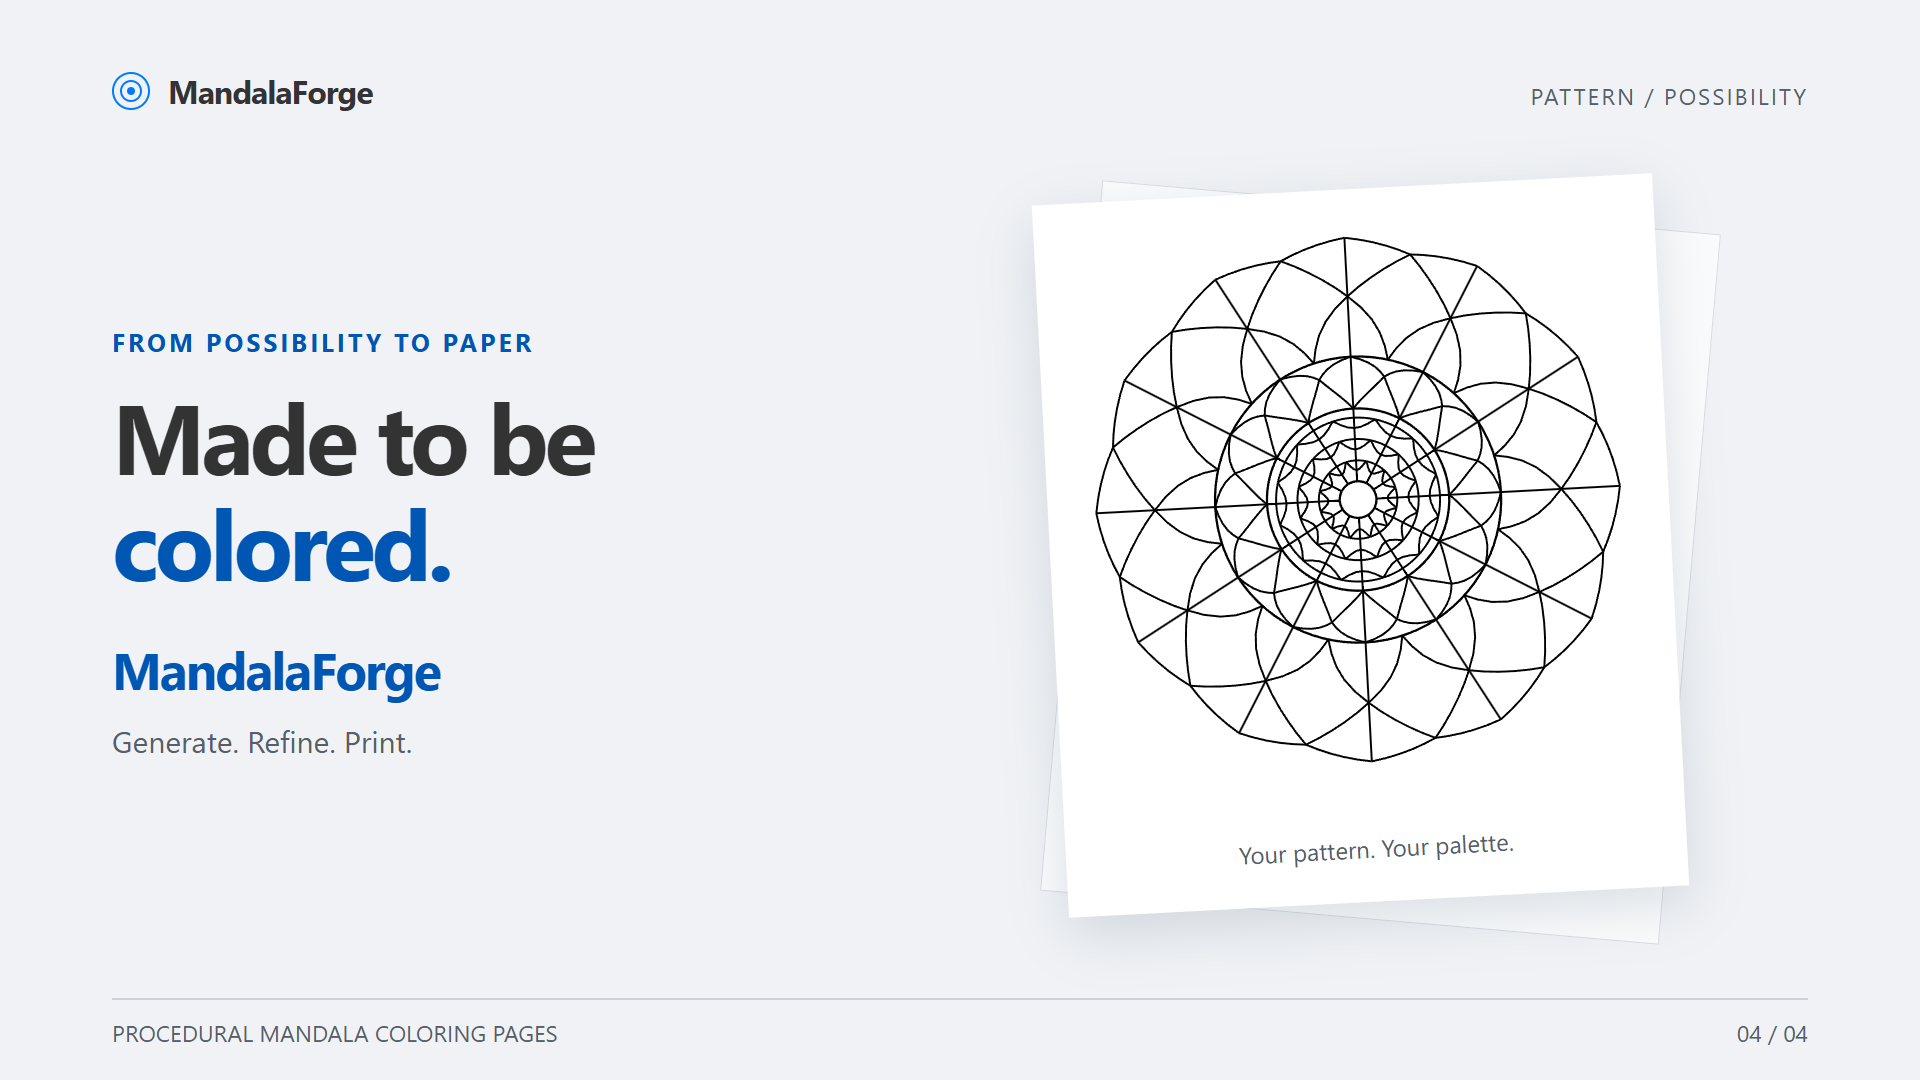 MandalaForge
PATTERN / POSSIBILITY
FROM POSSIBILITY TO PAPER
Made to be
colored.
MandalaForge
Generate. Refine. Print.
Your pattern. Your palette.
PROCEDURAL MANDALA COLORING PAGES
04 / 04